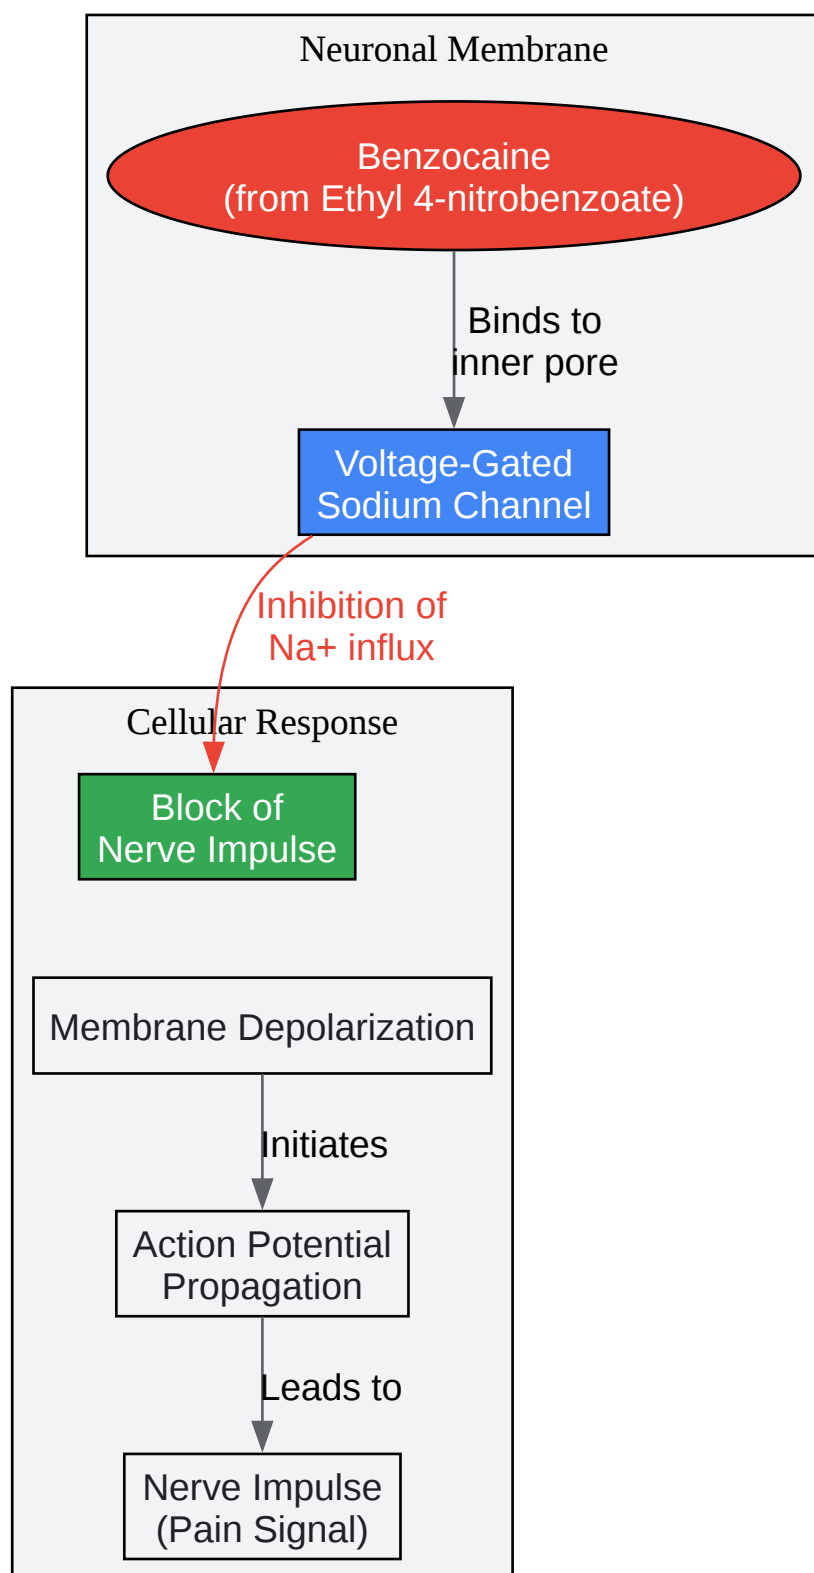 Neuronal Membrane
Benzocaine
(from Ethyl 4-nitrobenzoate)
Binds to
inner pore
Voltage-Gated
Sodium Channel
Inhibition of
Na+ influx
Cellular Response
Block of
Nerve Impulse
Membrane Depolarization
Initiates
Action Potential
Propagation
Leads to
Nerve Impulse
(Pain Signal)